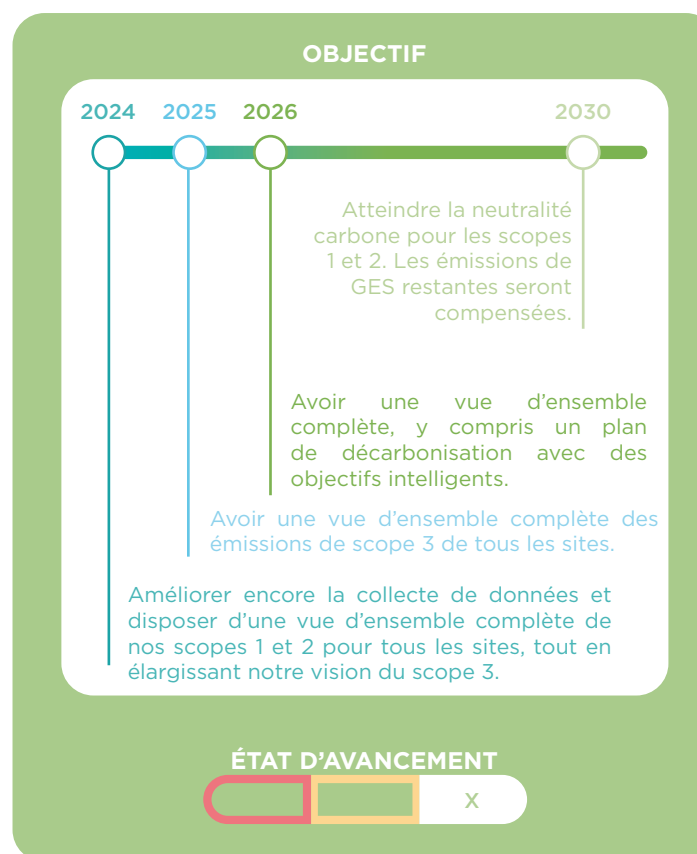 OBJECTIF
2024 2025 2026 2030
Atteindre la neutralité
carbone pour les scopes
1 et 2. Les émissions de
GES restantes seront
compensées.
Avoir une vue d'ensemble
complète, y compris un plan
de décarbonisation avec des
objectifs intelligents.
Avoir une vue d'ensemble complète des
émissions de scope 3 de tous les sites.
Améliorer encore la collecte de données et
disposer d'une vue d'ensemble complète de
nos scopes 1 et 2 pour tous les sites, tout en
élargissant notre vision du scope 3.
ÉTAT D'AVANCEMENT
X